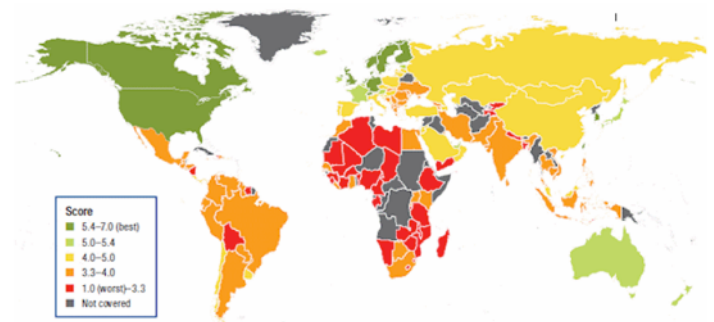 Score
5.4–7.0 (best)
5.0–5.4
4.0–5.0
3.3–4.0
1.0 (worst)–3.3
Not covered